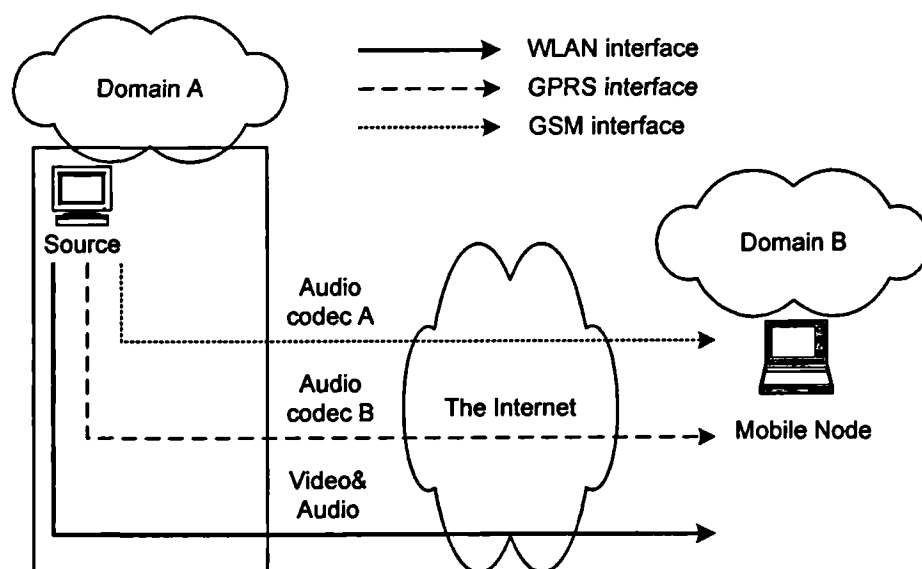 Domain A
WLAN interface
GPRS interface
GSM interface
Source
Domain B
Audio
codec A
Audio
codec B
The Internet
Mobile Node
Video&
Audio